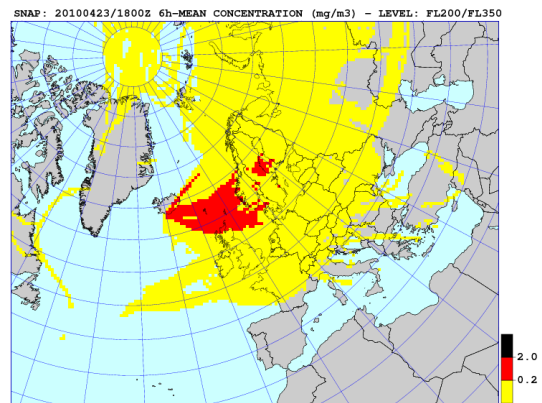 SNAP: 20100423/1800Z 6h-MEAN CONCENTRATION (mg/m3) - LEVEL: FL200/FL350
2.0
0.2